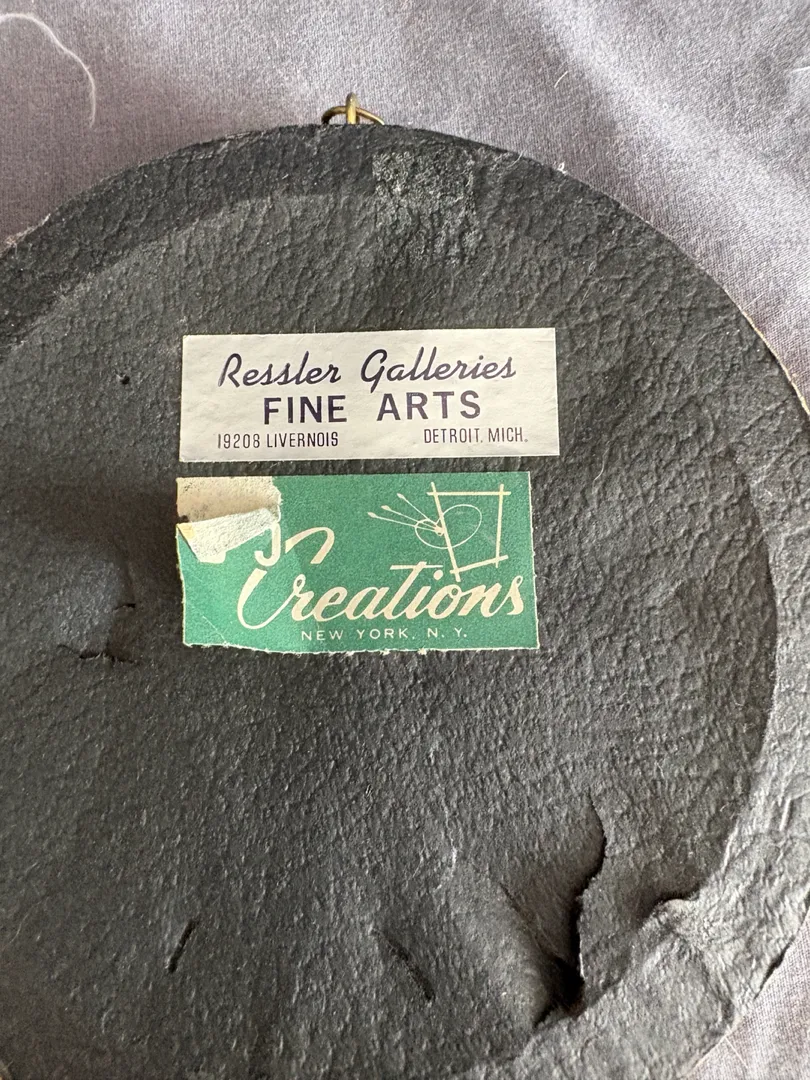 Ressler Galleries
FINE ARTS
19208 LIVERNOIS DETROIT. MICH.
Creations
NEW YORK, N. Y.